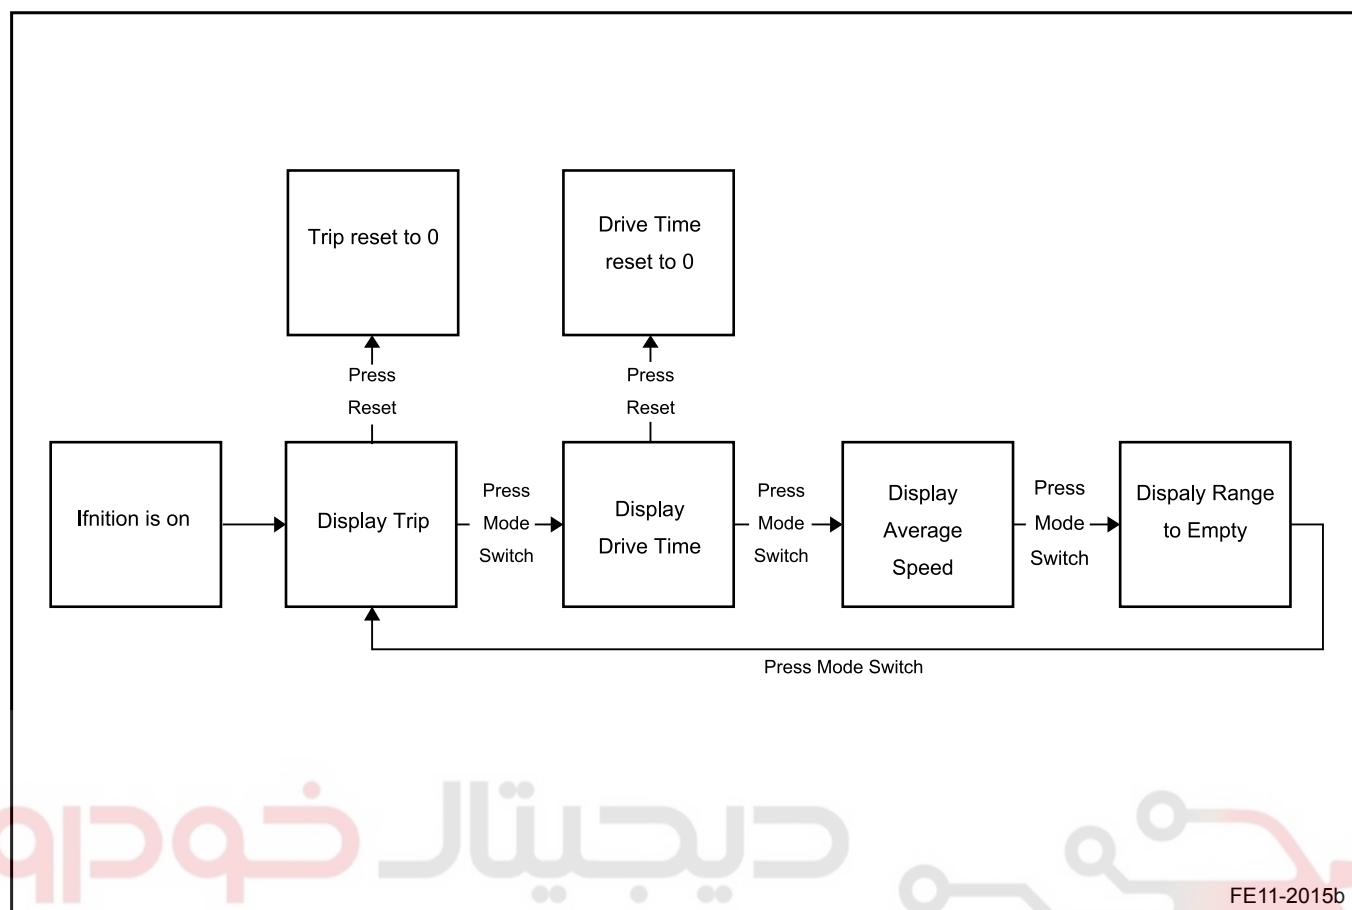 Trip reset to 0
Drive Time
reset to 0
Press
Reset
Press
Reset
Ifnition is on
Display Trip
Press
Mode
Switch
Display
Drive Time
Press
Mode
Switch
Display
Average
Speed
Press
Mode
Switch
Dispaly Range
to Empty
Press Mode Switch
دیجیتال خودرو
FE11-2015b